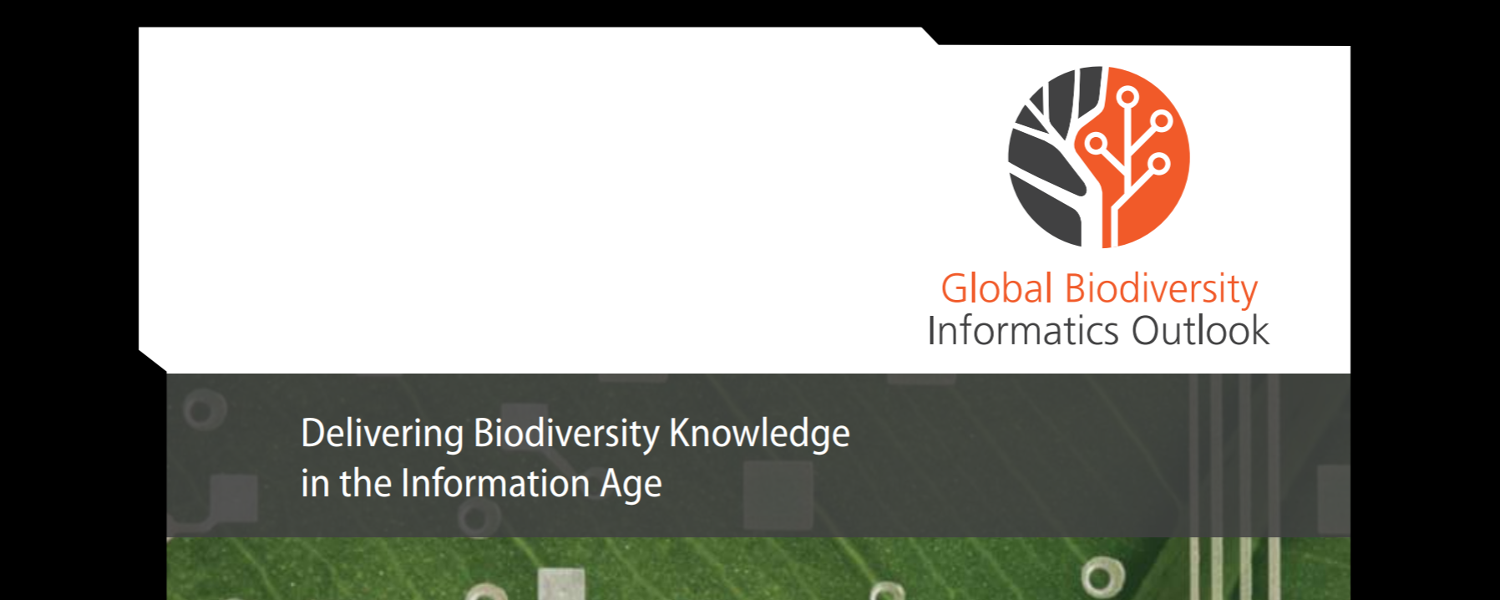 Global Biodiversity
Informatics Outlook
Delivering Biodiversity Knowledge
in the Information Age